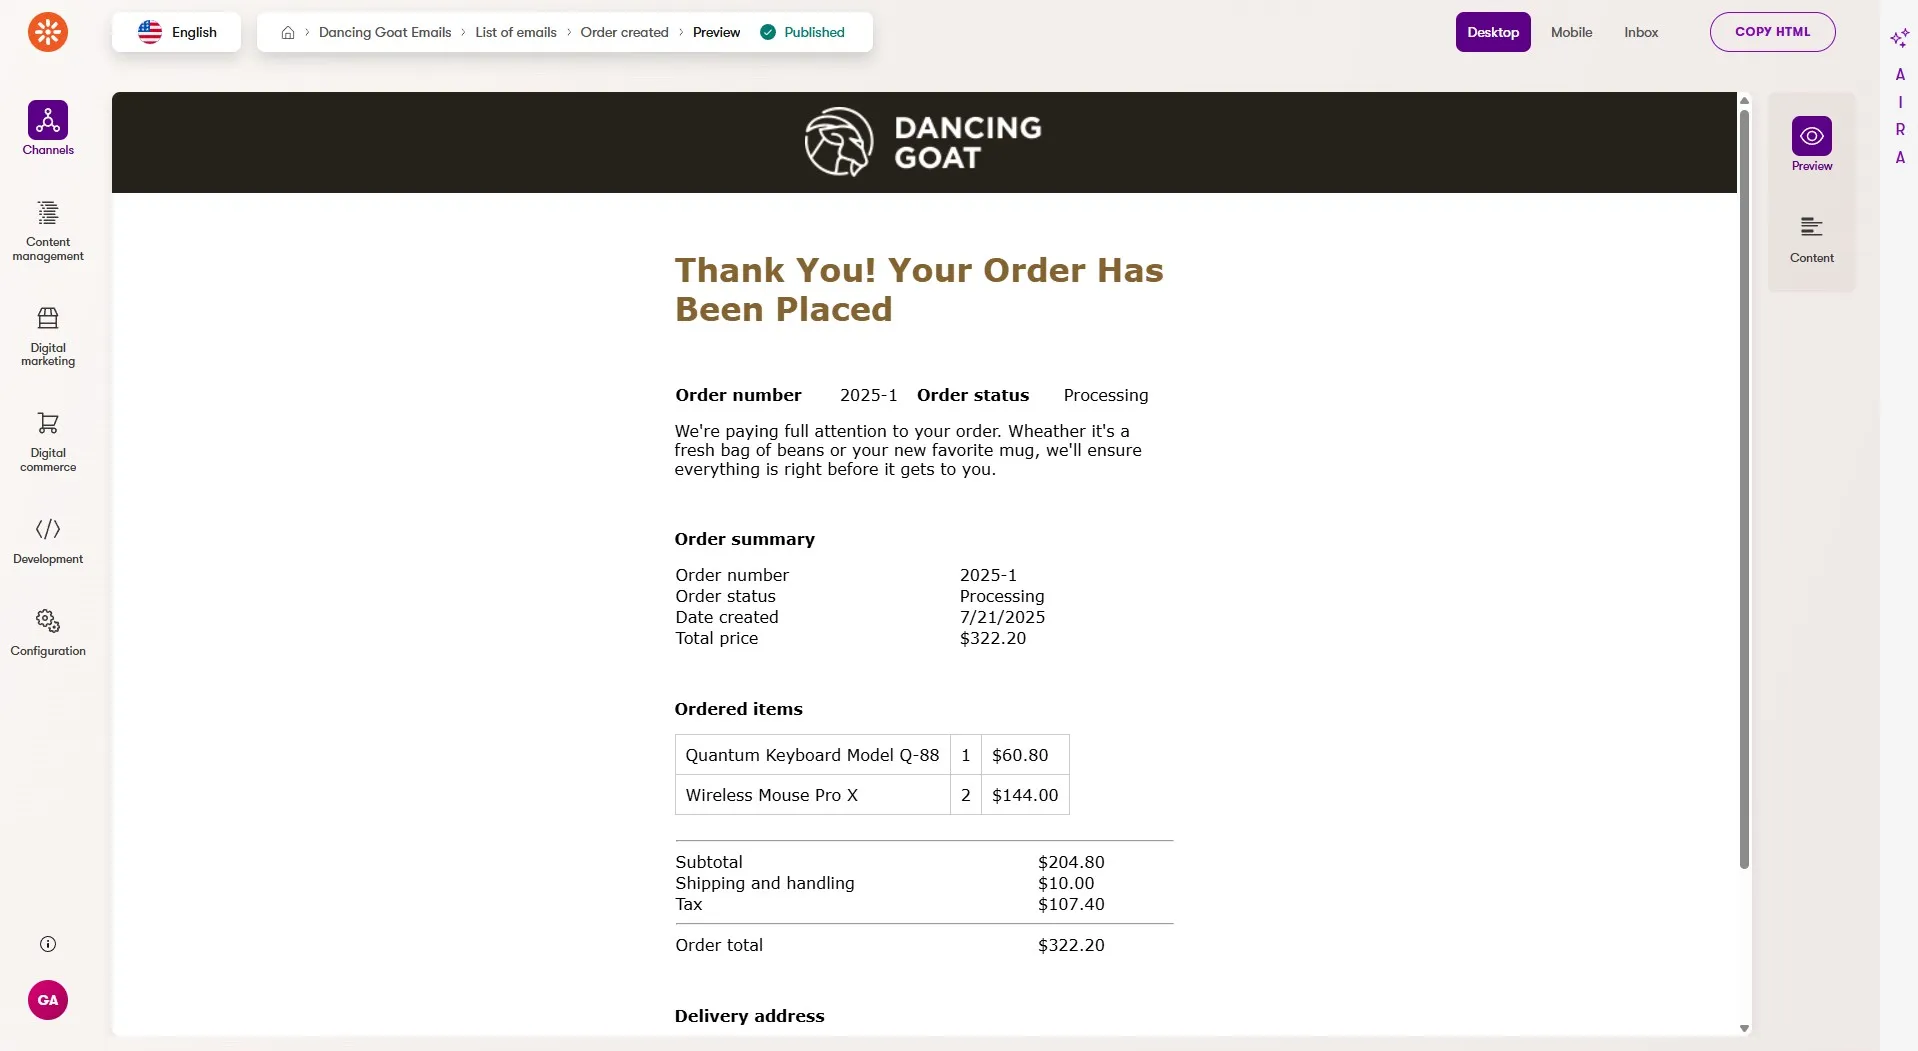 English
Dancing Goat Emails > List of emails > Order created > Preview Published
Desktop Mobile Inbox COPY HTML
A
I
R
A
Channels
Content
management
Digital
marketing
Digital
commerce
Development
Configuration
GA
DANCING
GOAT
Preview
Content
Thank You! Your Order Has
Been Placed
Order number 2025-1 Order status Processing
We're paying full attention to your order. Wheather it's a
fresh bag of beans or your new favorite mug, we'll ensure
everything is right before it gets to you.
Order summary
Order number 2025-1
Order status Processing
Date created 7/21/2025
Total price $322.20
Ordered items
Quantum Keyboard Model Q-88 1 $60.80
Wireless Mouse Pro X 2 $144.00
Subtotal $204.80
Shipping and handling $10.00
Tax $107.40
Order total $322.20
Delivery address